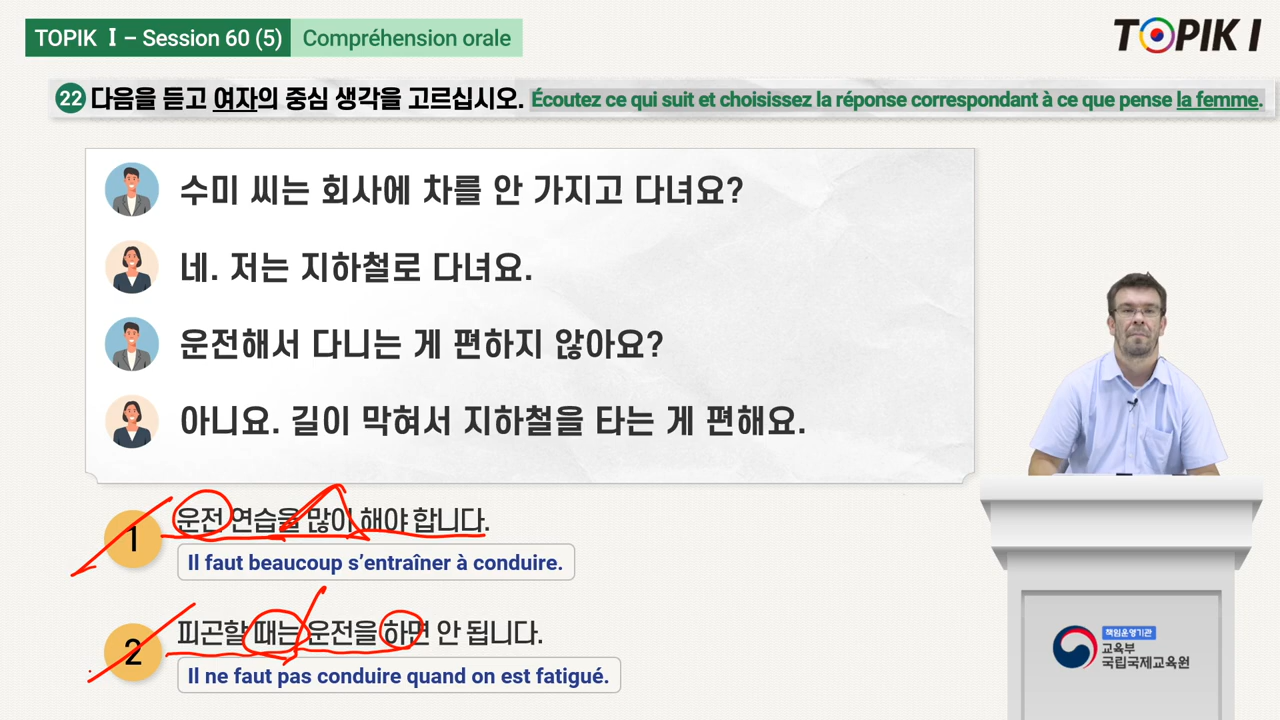 TOPIK Ⅰ – Session 60 (5) Compréhension orale
TOPIK I
22 다음을 듣고 여자의 중심 생각을 고르십시오. Écoutez ce qui suit et choisissez la réponse correspondant à ce que pense la femme.
수미 씨는 회사에 차를 안 가지고 다녀요?
네. 저는 지하철로 다녀요.
운전해서 다니는 게 편하지 않아요?
아니요. 길이 막혀서 지하철을 타는 게 편해요.
1 운전 연습을 많이 해야 합니다.
Il faut beaucoup s'entraîner à conduire.
2 피곤할 때는 운전을 하면 안 됩니다.
Il ne faut pas conduire quand on est fatigué.
책임운영기관
교육부
국립국제교육원